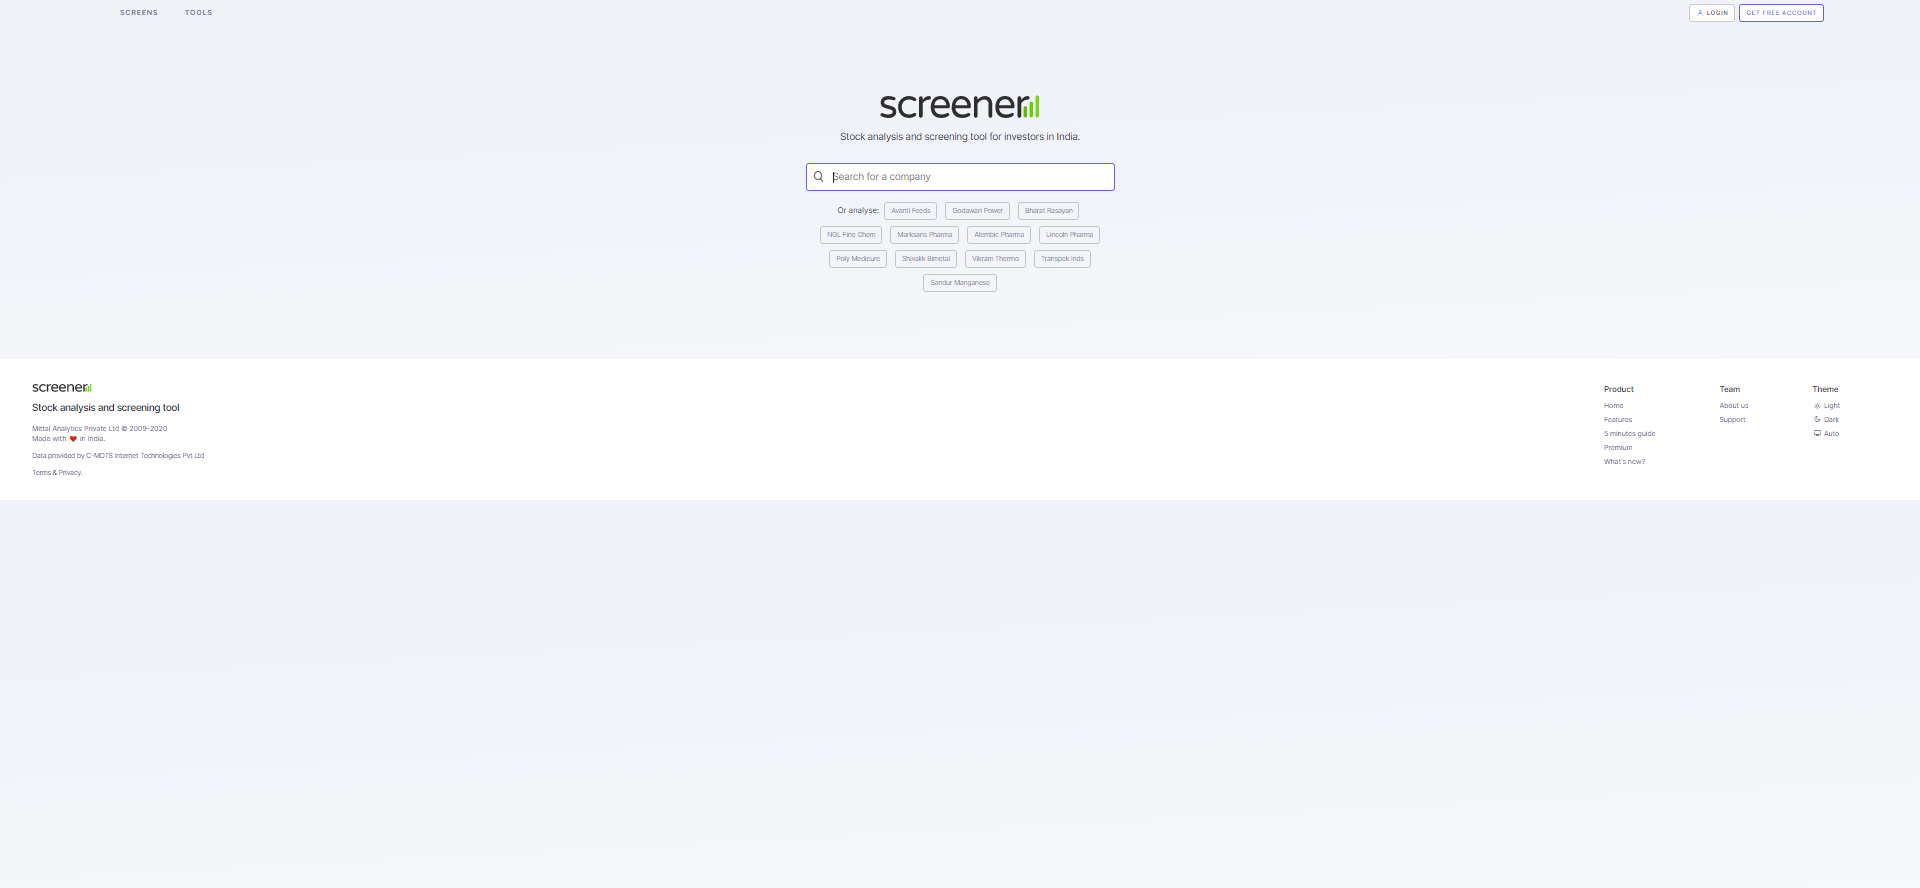 SCREENS TOOLS LOGIN GET FREE ACCOUNT
screener
Stock analysis and screening tool for investors in India.
Search for a company
Or analyse: Avanti Feeds Godawari Power Bharat Rasayan
NGL Fine Chem Marksans Pharma Alembic Pharma Lincoln Pharma
Poly Medicure Shivalik Bimetal Vikram Thermo Transpek Inds
Sandur Manganese
screener
Stock analysis and screening tool
Mittal Analytics Private Ltd © 2009-2020
Made with ❤ in India.
Data provided by C-MOTS Internet Technologies Pvt Ltd
Terms & Privacy.
Product
Home
Features
5 minutes guide
Premium
What's new?
Team
About us
Support
Theme
Light
Dark
Auto